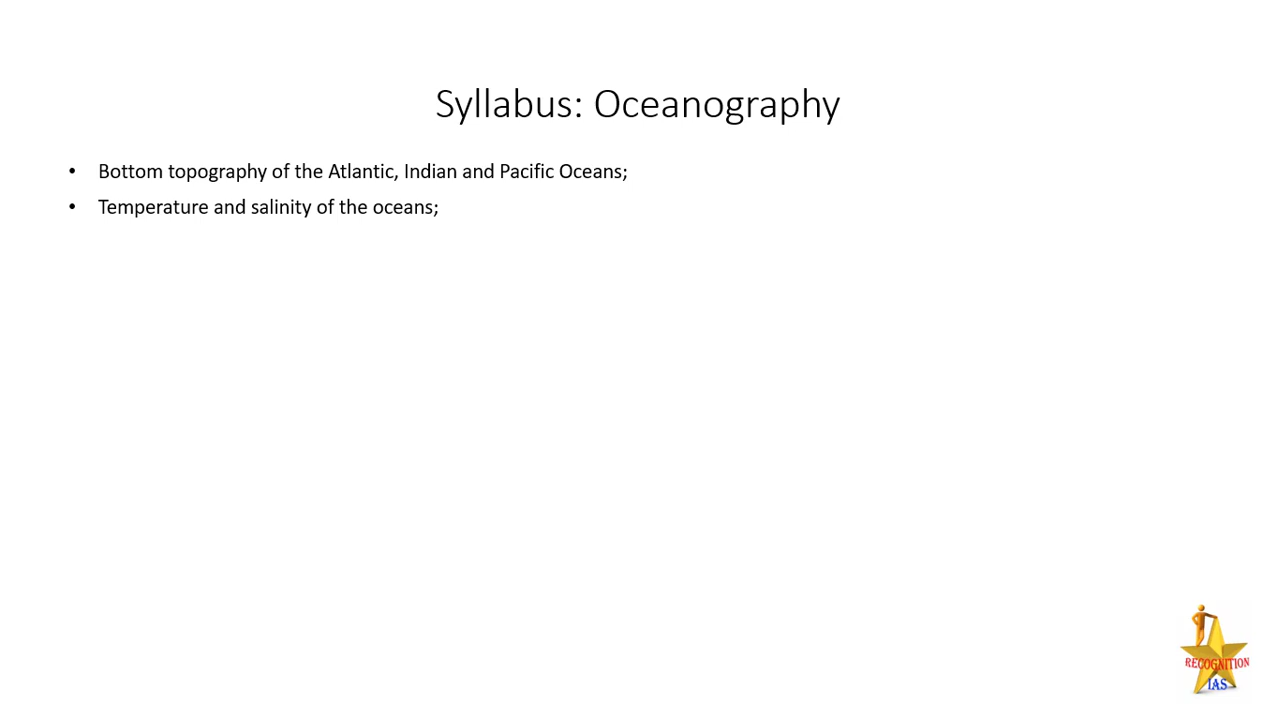 Syllabus: Oceanography
• Bottom topography of the Atlantic, Indian and Pacific Oceans;
• Temperature and salinity of the oceans;
RECOGNITION
IAS